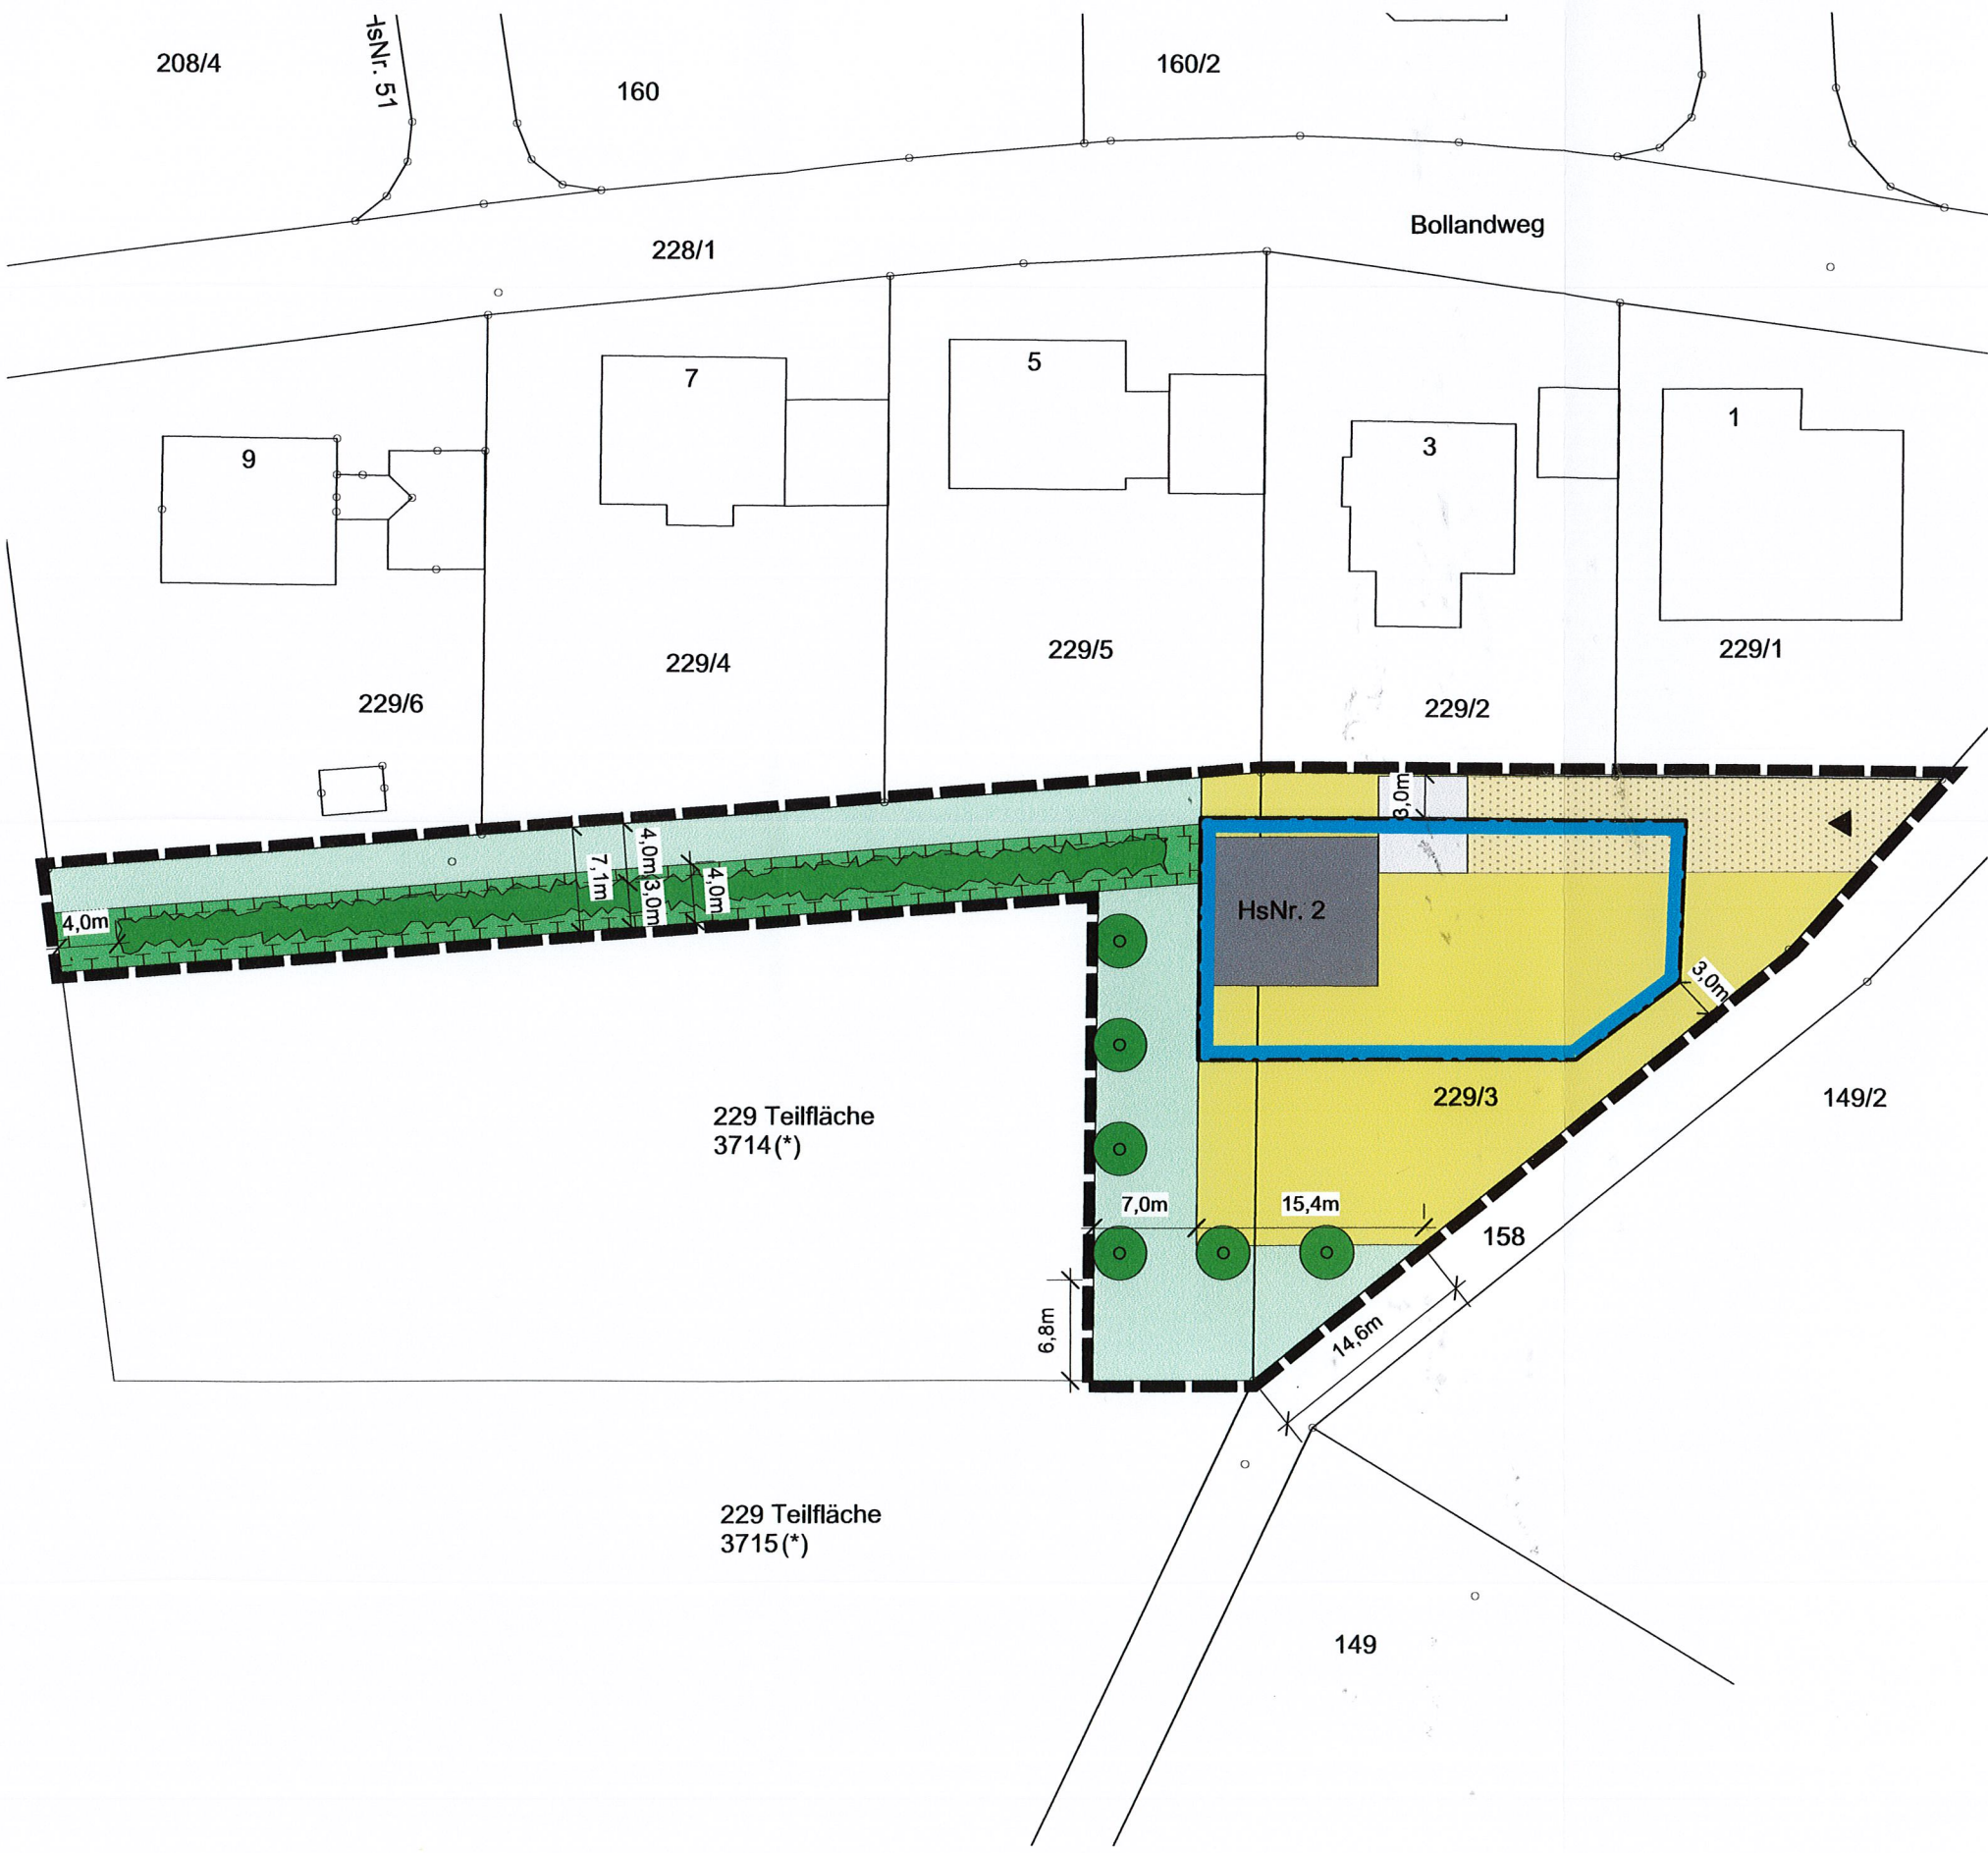 208/4
HsNr. 51
160
160/2
228/1
Bollandweg
9
7
5
3
1
229/6
229/4
229/5
229/2
229/1
4,0m
7,1m
4,0m
3,0m
4,0m
3,0m
HsNr. 2
3,0m
229/3
149/2
229 Teilfläche
3714(*)
7,0m
15,4m
158
6,8m
14,6m
229 Teilfläche
3715(*)
149